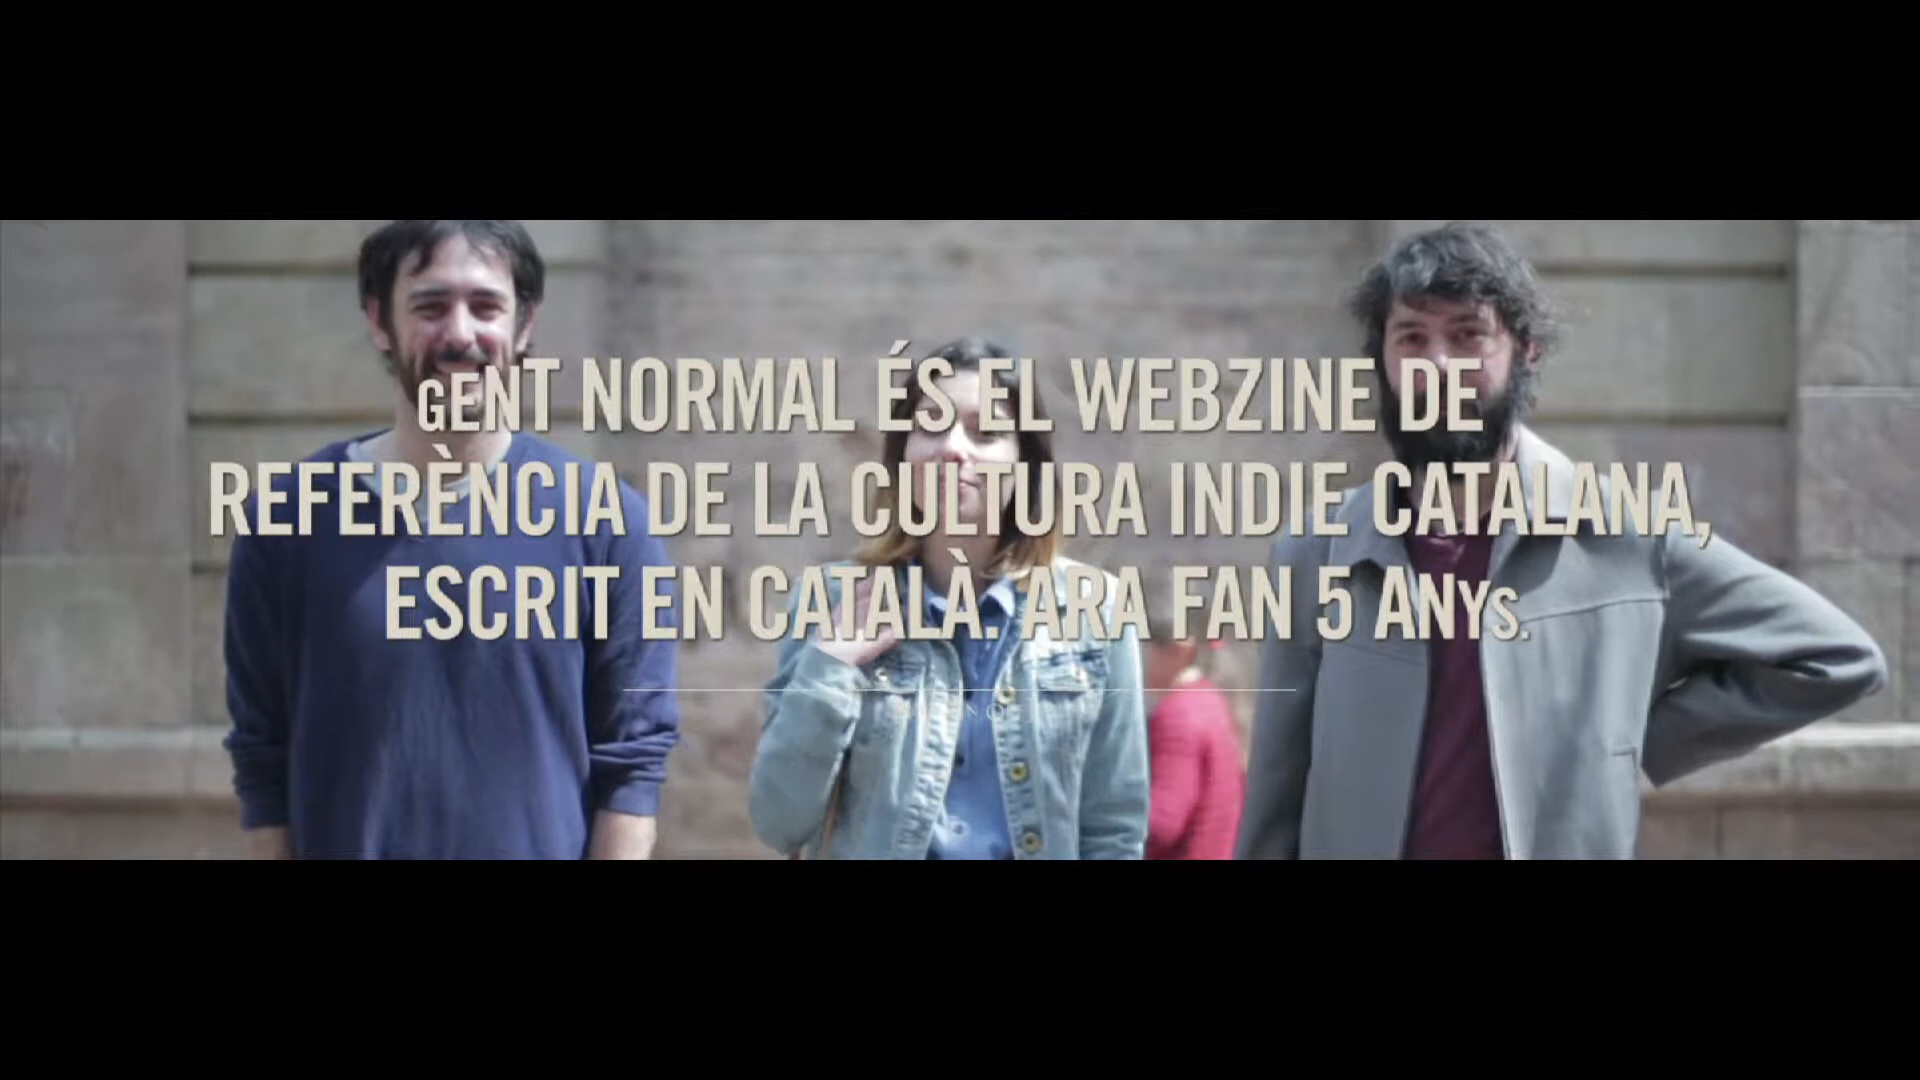 GENT NORMAL ÉS EL WEBZINE DE
REFERÈNCIA DE LA CULTURA INDIE CATALANA,
ESCRIT EN CATALÀ. ARA FAN 5 ANYS.